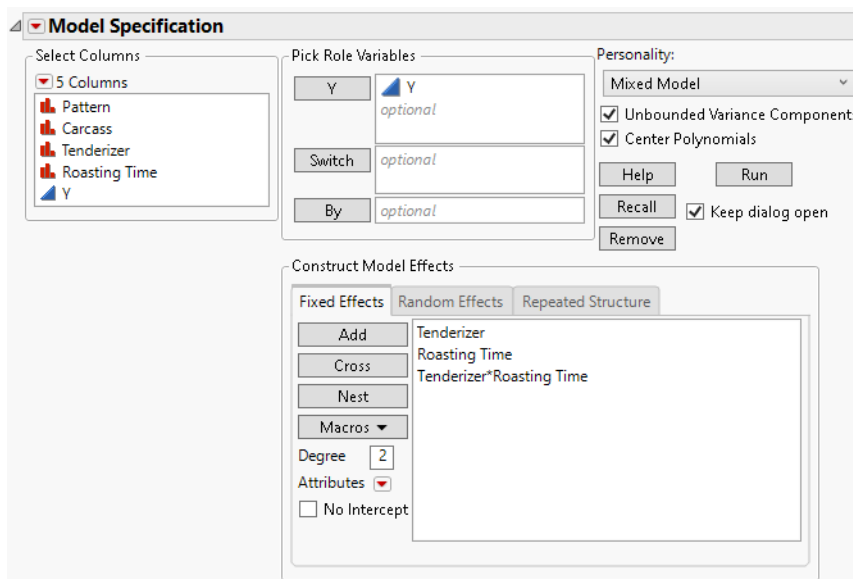 Model Specification
Select Columns
5 Columns
Pattern
Carcass
Tenderizer
Roasting Time
Y
Pick Role Variables
Y
Y
optional
Switch
optional
By
optional
Personality:
Mixed Model
Unbounded Variance Component
Center Polynomials
Help
Run
Recall
Keep dialog open
Remove
Construct Model Effects
Fixed Effects
Random Effects
Repeated Structure
Add
Cross
Nest
Macros
Degree
2
Attributes
No Intercept
Tenderizer
Roasting Time
Tenderizer*Roasting Time